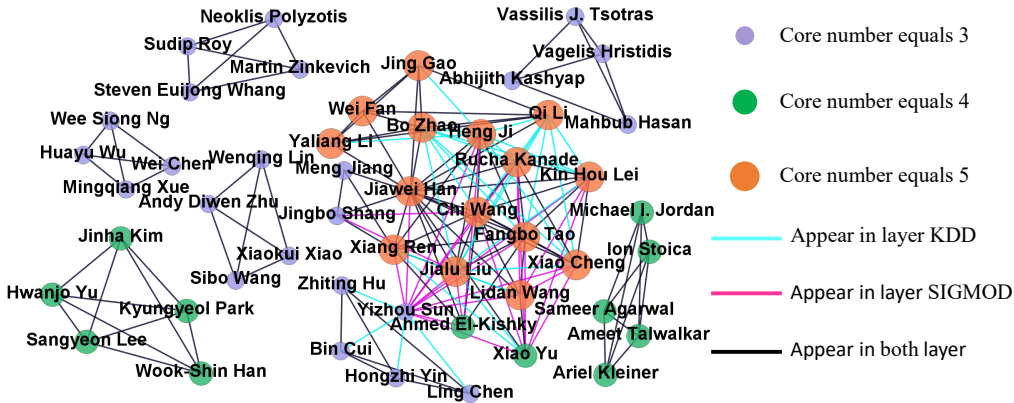 Neoklis Polyzotis
Sudip Roy
Martin Zinkevich
Steven Euijong Whang
Wee Siong Ng
Huayu Wu
Wei Chen
Mingqiang Xue
Wenqing Lin
Andy Diwen Zhu
Xiaokui Xiao
Sibo Wang
Jinha Kim
Hwanjo Yu
Kyungyeol Park
Sangyeon Lee
Wook-Shin Han
Vassilis J. Tsotras
Vagelis Hristidis
Abhijith Kashyap
Mahbub Hasan
Jing Gao
Wei Fan
Qi Li
Bo Zhao
Heng Ji
Yaliang Li
Rucha Kanade
Meng Jiang
Kin Hou Lei
Jiawei Han
Jingbo Shang
Chi Wang
Fangbo Tao
Xiang Ren
Jialu Liu
Xiao Cheng
Zhiting Hu
Lidan Wang
Yizhou Sun
Ahmed El-Kishky
Xiao Yu
Bin Cui
Hongzhi Yin
Ling Chen
Michael I. Jordan
Ion Stoica
Sameer Agarwal
Ameet Talwalkar
Ariel Kleiner
Core number equals 3
Core number equals 4
Core number equals 5
Appear in layer KDD
Appear in layer SIGMOD
Appear in both layer